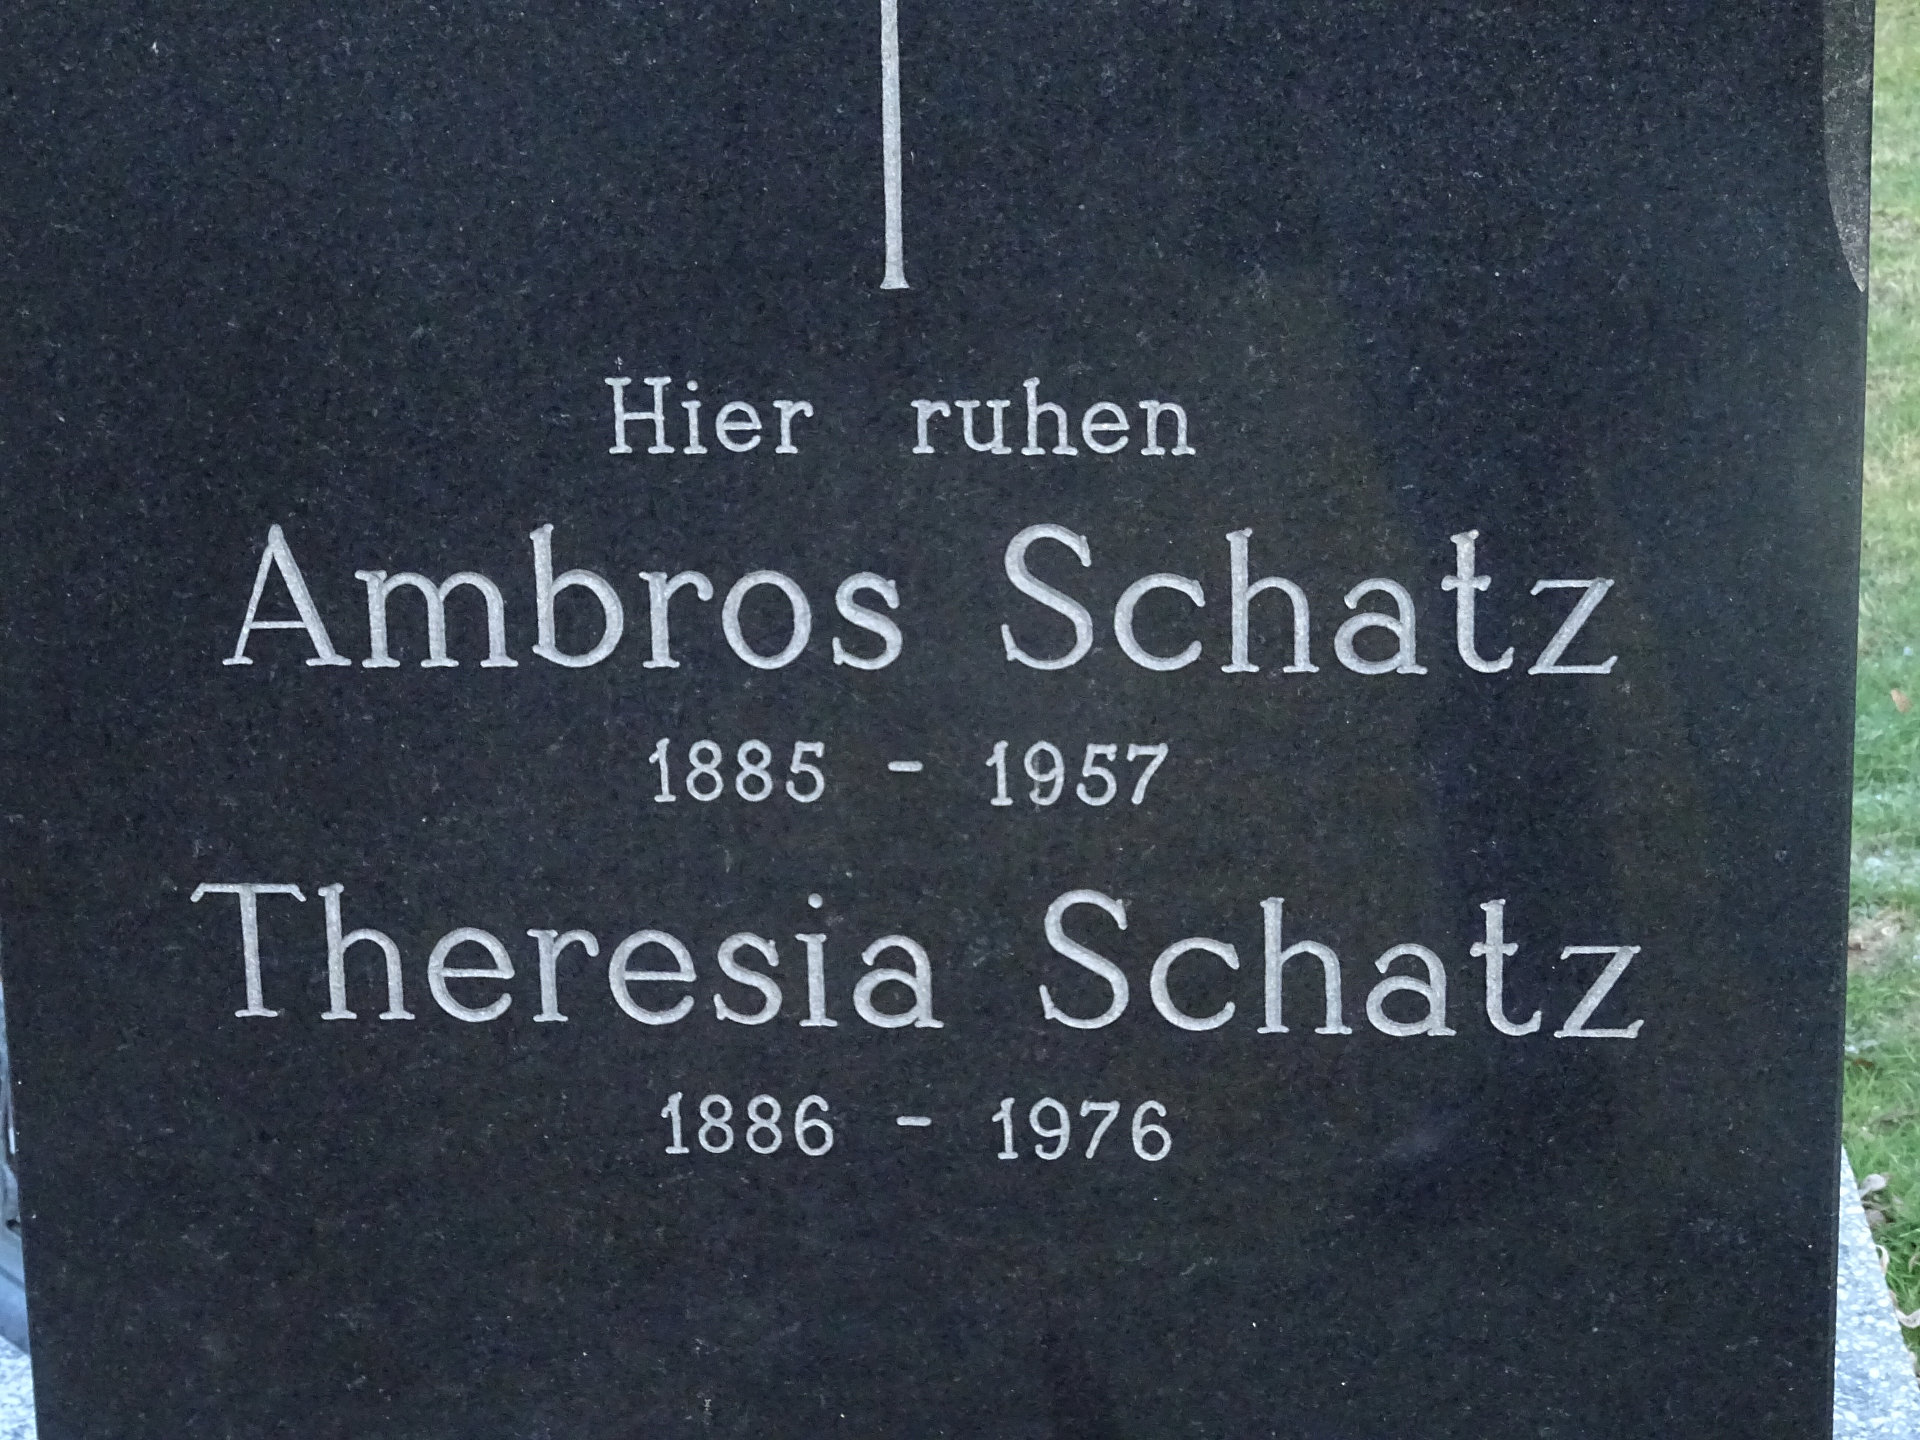 Hier ruhen
Ambros Schatz
1885 - 1957
Theresia Schatz
1886 - 1976